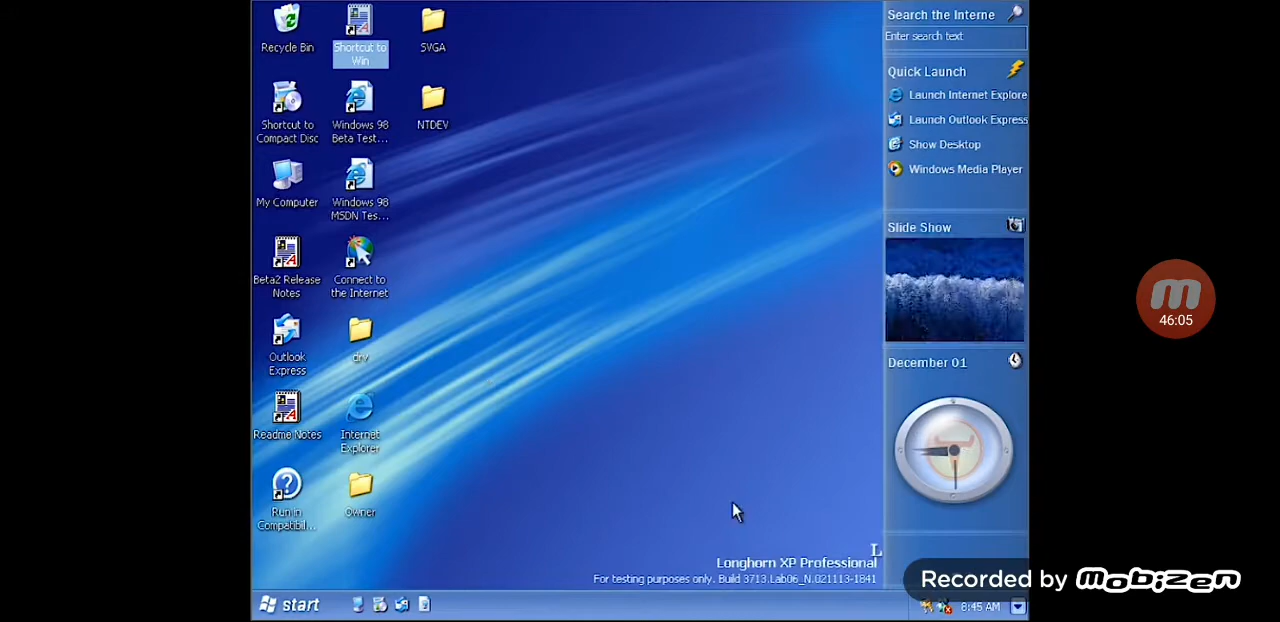 Recycle Bin
Shortcut to
Win
SVGA
Shortcut to
Compact Disc
Windows 98
Beta Test...
NTDEV
My Computer
Windows 98
MSDN Tes...
Beta2 Release
Notes
Connect to
the Internet
Outlook
Express
drv
Readme Notes
Internet
Explorer
Run in
Compatibil...
Owner
Search the Interne
Enter search text
Quick Launch
Launch Internet Explore
Launch Outlook Express
Show Desktop
Windows Media Player
Slide Show
December 01
L
Longhorn XP Professional
For testing purposes only. Build 3713.Lab06_N.021113-1841
start
8:45 AM
46:05
Recorded by mobizen